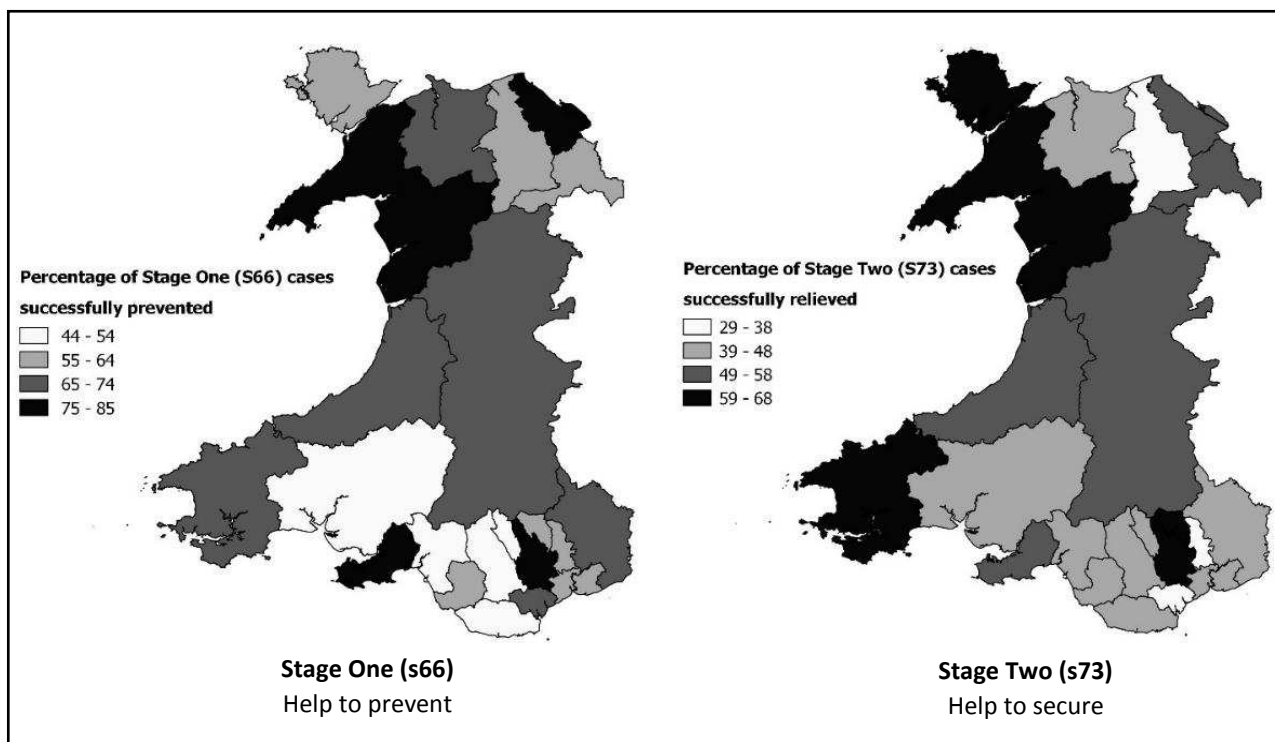 Percentage of Stage One (S66) cases
successfully prevented
44 - 54
55 - 64
65 - 74
75 - 85
Stage One (s66)
Help to prevent
Percentage of Stage Two (S73) cases
successfully relieved
29 - 38
39 - 48
49 - 58
59 - 68
Stage Two (s73)
Help to secure